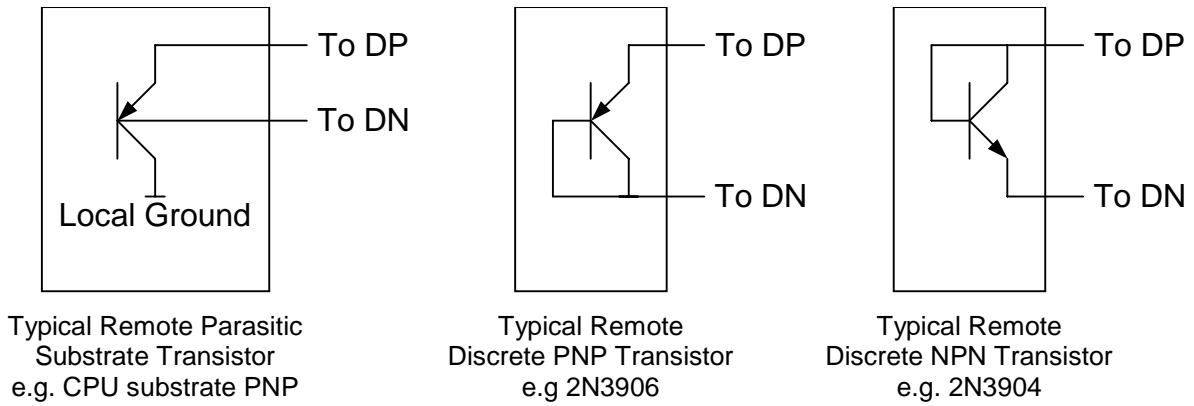 To DP
To DN
Local Ground
Typical Remote Parasitic
Substrate Transistor
e.g. CPU substrate PNP
To DP
To DN
Typical Remote
Discrete PNP Transistor
e.g 2N3906
To DP
To DN
Typical Remote
Discrete NPN Transistor
e.g. 2N3904